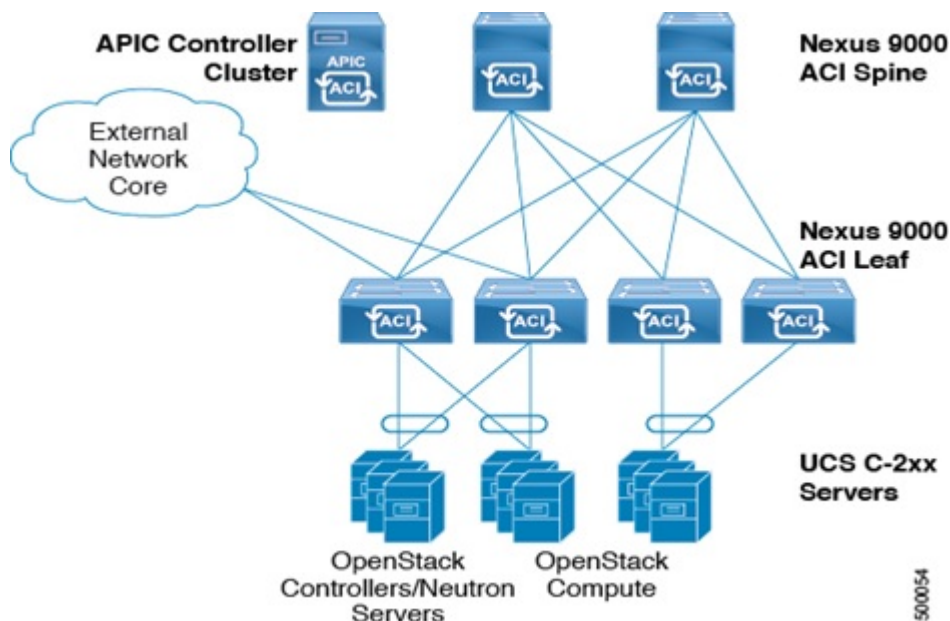 APIC Controller
Cluster
APIC
ACI
ACI
ACI
Nexus 9000
ACI Spine
External
Network
Core
Nexus 9000
ACI Leaf
ACI
ACI
ACI
ACI
UCS C-2xx
Servers
OpenStack
Controllers/Neutron
Servers
OpenStack
Compute
500054